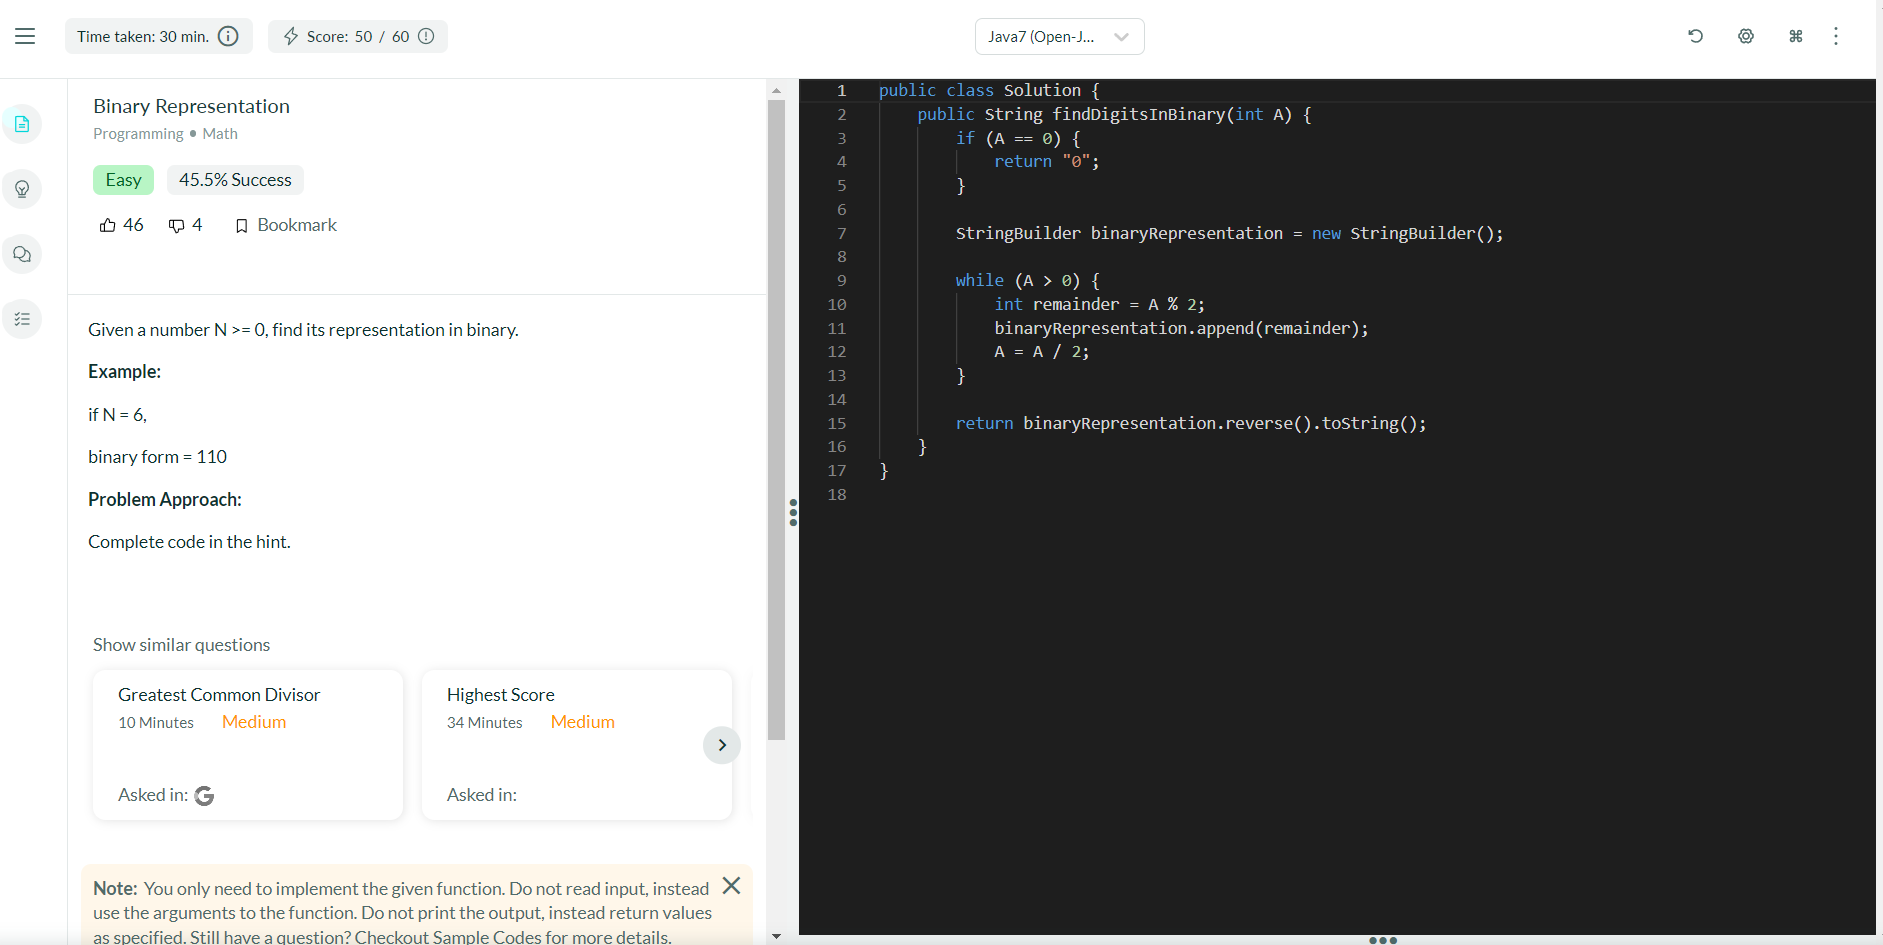 Time taken: 30 min.
Score: 50 / 60
Java7 (Open-J...
Binary Representation
Programming • Math
Easy
45.5% Success
46
4
Bookmark
Given a number N >= 0, find its representation in binary.
Example:
if N = 6,
binary form = 110
Problem Approach:
Complete code in the hint.
Show similar questions
Greatest Common Divisor
10 Minutes Medium
Asked in:
Highest Score
34 Minutes Medium
Asked in:
Note: You only need to implement the given function. Do not read input, instead
use the arguments to the function. Do not print the output, instead return values
as specified. Still have a question? Checkout Sample Codes for more details.
1 public class Solution {
2     public String findDigitsInBinary(int A) {
3         if (A == 0) {
4             return "0";
5         }
6
7         StringBuilder binaryRepresentation = new StringBuilder();
8
9         while (A > 0) {
10             int remainder = A % 2;
11             binaryRepresentation.append(remainder);
12             A = A / 2;
13         }
14
15         return binaryRepresentation.reverse().toString();
16     }
17 }
18